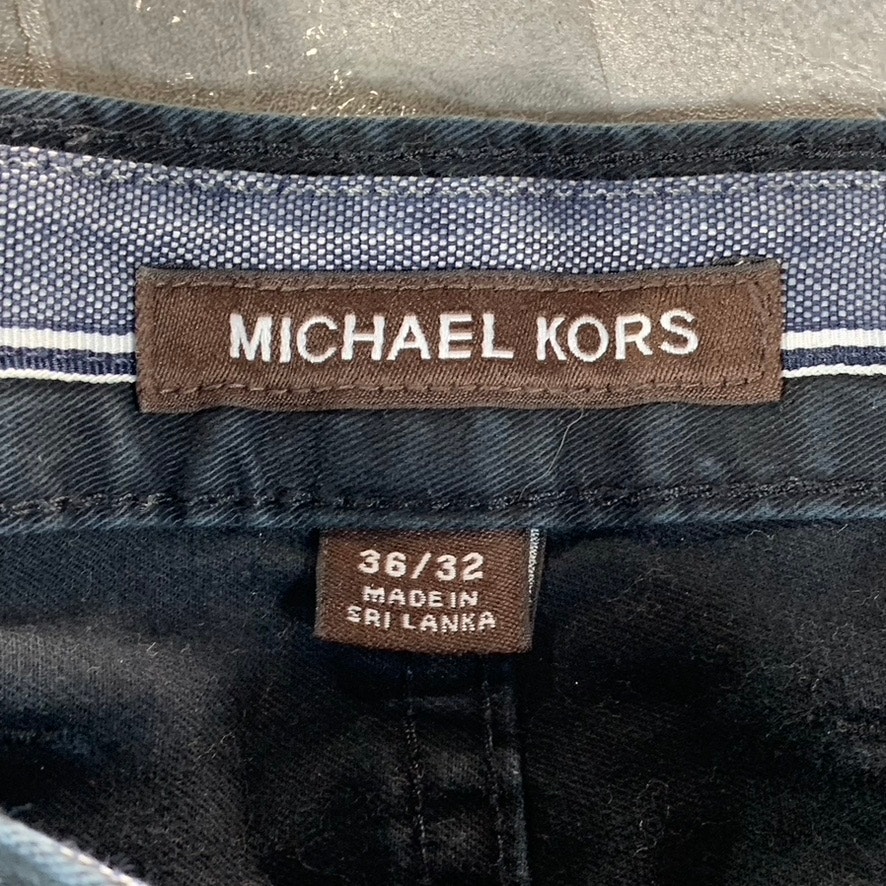 MICHAEL KORS
36/32
MADE IN
SRI LANKA